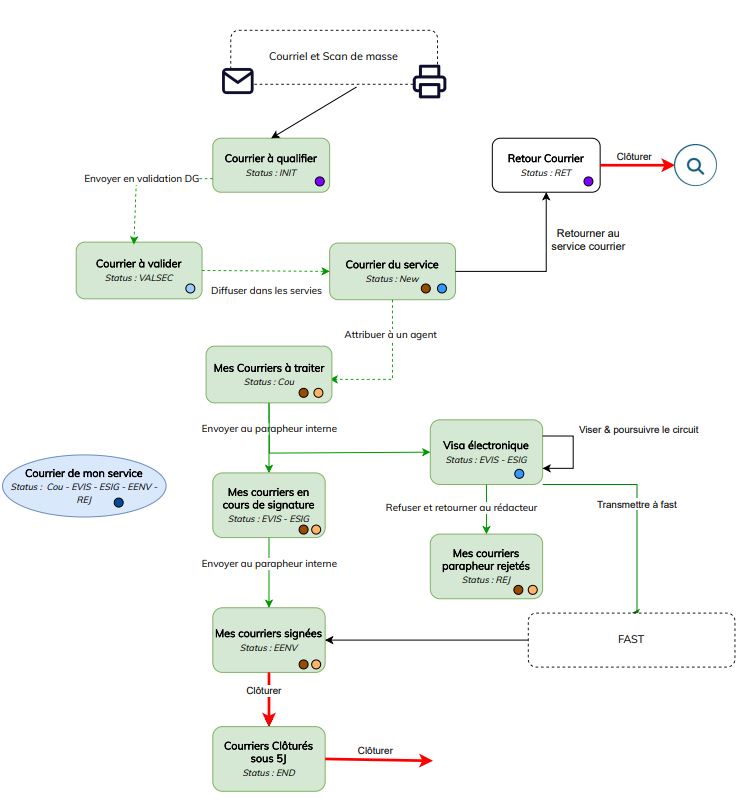 Courriel et Scan de masse
Courrier à qualifier
Status : INIT
Retour Courrier
Status : RET
Clôturer
Envoyer en validation DG
Courrier à valider
Status : VALSEC
Diffuser dans les servies
Courrier du service
Status : New
Retourner au
service courrier
Attribuer à un agent
Mes Courriers à traiter
Status : Cou
Envoyer au parapheur interne
Visa électronique
Status : EVIS - ESIG
Viser & poursuivre le circuit
Courrier de mon service
Status : Cou - EVIS - ESIG - EENV -
REJ
Mes courriers en
cours de signature
Status : EVIS - ESIG
Refuser et retourner au rédacteur
Transmettre à fast
Mes courriers
parapheur rejetés
Status : REJ
Envoyer au parapheur interne
Mes courriers signées
Status : EENV
FAST
Clôturer
Courriers Clôturés
sous 5J
Status : END
Clôturer